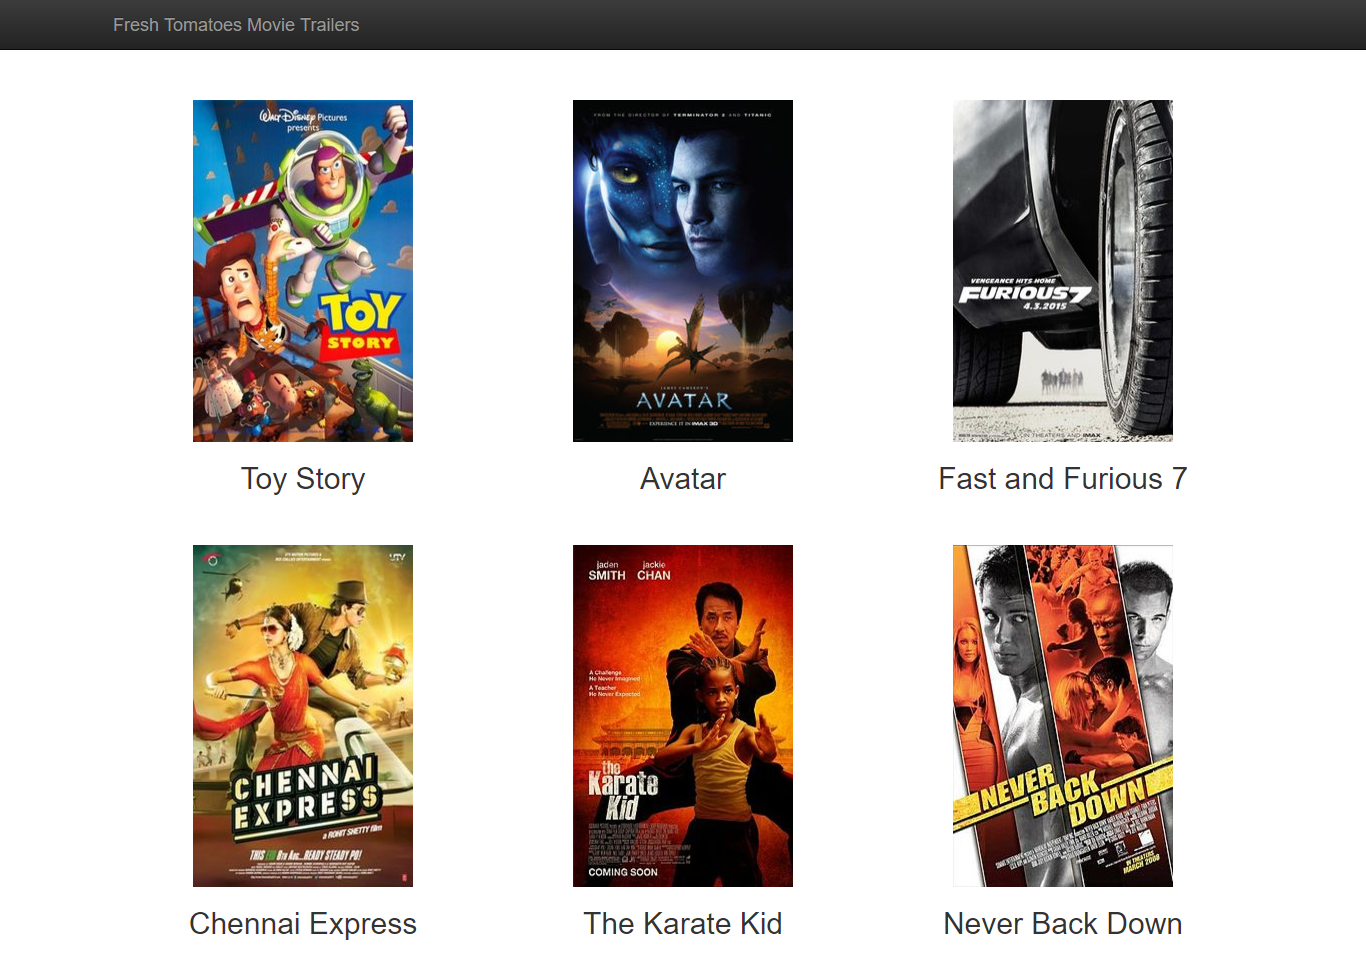 Fresh Tomatoes Movie Trailers
WALT DISNEY Pictures
presents
TOY
STORY
FROM THE DIRECTOR OF TERMINATOR 2 AND TITANIC
JAMES CAMERON'S
AVATAR
EXPERIENCE IT IN IMAX 3D
VENGEANCE HITS HOME
FURIOUS 7
4.3.2015
IN THEATERS AND IMAX
Toy Story
Avatar
Fast and Furious 7
UTV
CHENNAI
EXPRESS
a ROHIT SHETTY film
THIS EID 8TH AUG...READY STEADY PO!
jaden jackie
SMITH CHAN
A Challenge
He Never Imagined
A Teacher
He Never Expected
the
Karate
Kid
COMING SOON
NEVER
BACK
DOWN
IN THEATERS
MARCH 2008
Chennai Express
The Karate Kid
Never Back Down